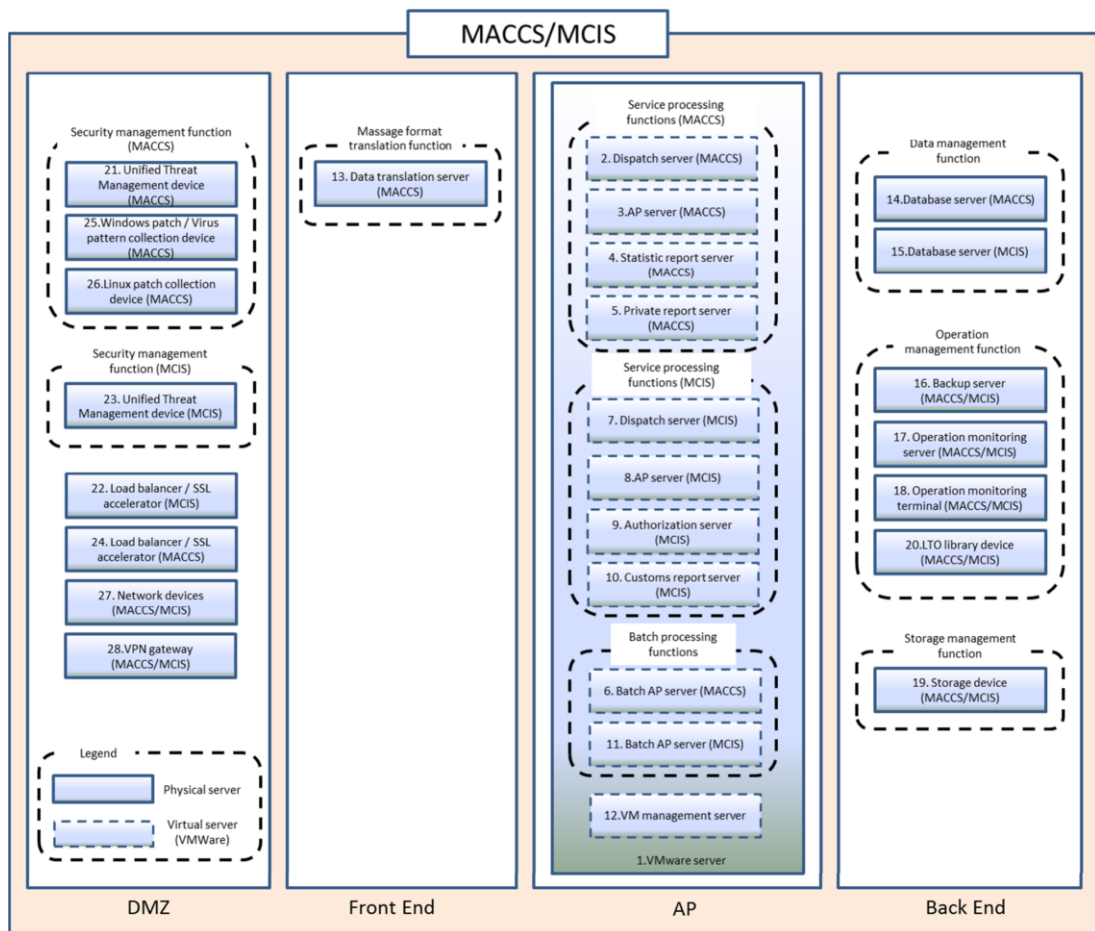 MACCS/MCIS
Security management function
(MACCS)
21. Unified Threat
Management device
(MACCS)
25.Windows patch / Virus
pattern collection device
(MACCS)
26.Linux patch collection
device (MACCS)
Security management
function (MCIS)
23. Unified Threat
Management device (MCIS)
22. Load balancer / SSL
accelerator (MCIS)
24. Load balancer / SSL
accelerator (MACCS)
27. Network devices
(MACCS/MCIS)
28.VPN gateway
(MACCS/MCIS)
Legend
Physical server
Virtual server
(VMWare)
DMZ
Massage format
translation function
13. Data translation server
(MACCS)
Front End
Service processing
functions (MACCS)
2. Dispatch server (MACCS)
3.AP server (MACCS)
4. Statistic report server
(MACCS)
5. Private report server
(MACCS)
Service processing
functions (MCIS)
7. Dispatch server (MCIS)
8.AP server (MCIS)
9. Authorization server
(MCIS)
10. Customs report server
(MCIS)
Batch processing
functions
6. Batch AP server (MACCS)
11. Batch AP server (MCIS)
12.VM management server
1.VMware server
AP
Data management
function
14.Database server (MACCS)
15.Database server (MCIS)
Operation
management function
16. Backup server
(MACCS/MCIS)
17. Operation monitoring
server (MACCS/MCIS)
18. Operation monitoring
terminal (MACCS/MCIS)
20.LTO library device
(MACCS/MCIS)
Storage management
function
19. Storage device
(MACCS/MCIS)
Back End